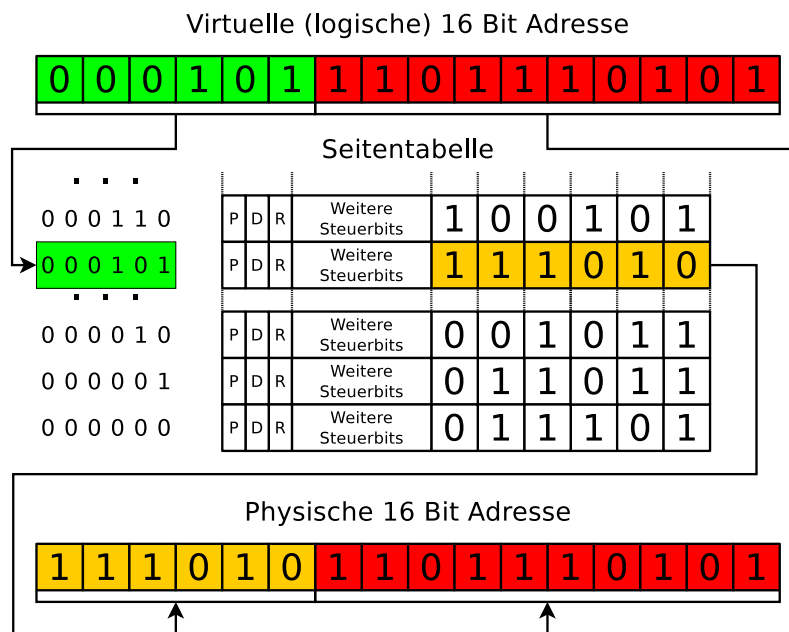 Virtuelle (logische) 16 Bit Adresse
0 0 0 1 0 1 1 1 0 1 1 1 0 1 0 1
Seitentabelle
. . .
0 0 0 1 1 0 P D R Weitere Steuerbits 1 0 0 1 0 1
0 0 0 1 0 1 P D R Weitere Steuerbits 1 1 1 0 1 0
. . .
0 0 0 0 1 0 P D R Weitere Steuerbits 0 0 1 0 1 1
0 0 0 0 0 1 P D R Weitere Steuerbits 0 1 1 0 1 1
0 0 0 0 0 0 P D R Weitere Steuerbits 0 1 1 1 0 1
Physische 16 Bit Adresse
1 1 1 0 1 0 1 1 0 1 1 1 0 1 0 1